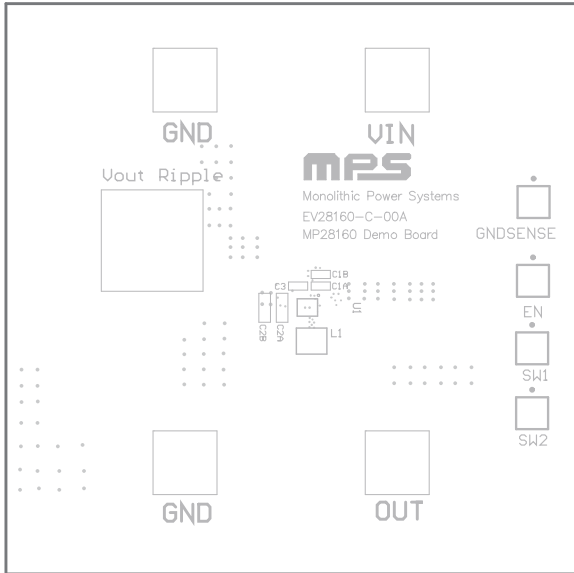 GND
VIN
Vout Ripple
MPS
Monolithic Power Systems
EV28160-C-00A
MP28160 Demo Board
GNDSENSE
C1B
C3
C1A
EN
U1
C2B
C2A
L1
SW1
SW2
GND
OUT